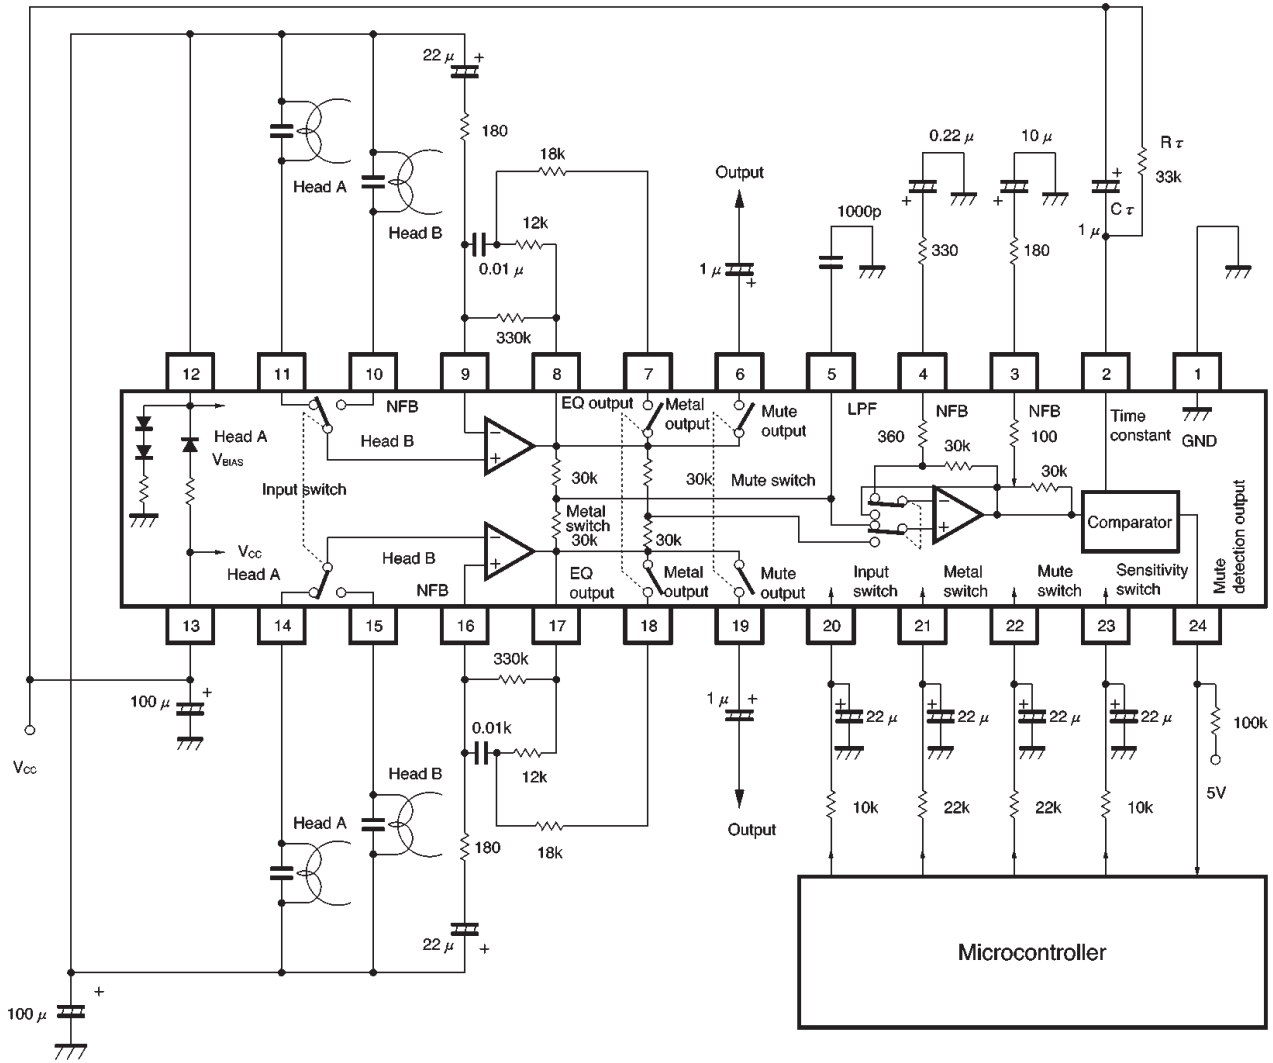 22 μ
+
180
18k
12k
0.01 μ
330k
Head A
Head B
Output
1 μ
+
1000p
0.22 μ
+
330
10 μ
+
180
+
C τ
1 μ
R τ
33k
12
11
10
9
8
7
6
5
4
3
2
1
Head A
VBIAS
Input switch
NFB
Head B
−
+
EQ output
Metal
output
Mute
output
LPF
NFB
360
30k
NFB
100
30k
Time
constant
GND
30k
30k
Mute switch
Metal
switch
30k
30k
−
+
Comparator
Mute
detection output
VCC
Head A
Head B
NFB
−
+
EQ
output
Metal
output
Mute
output
Input
switch
Metal
switch
Mute
switch
Sensitivity
switch
13
14
15
16
17
18
19
20
21
22
23
24
100 μ
+
VCC
330k
0.01k
12k
18k
Head B
Head A
180
22 μ
+
1 μ
+
Output
+
22 μ
+
22 μ
+
22 μ
+
22 μ
100k
5V
10k
22k
22k
10k
Microcontroller
100 μ
+